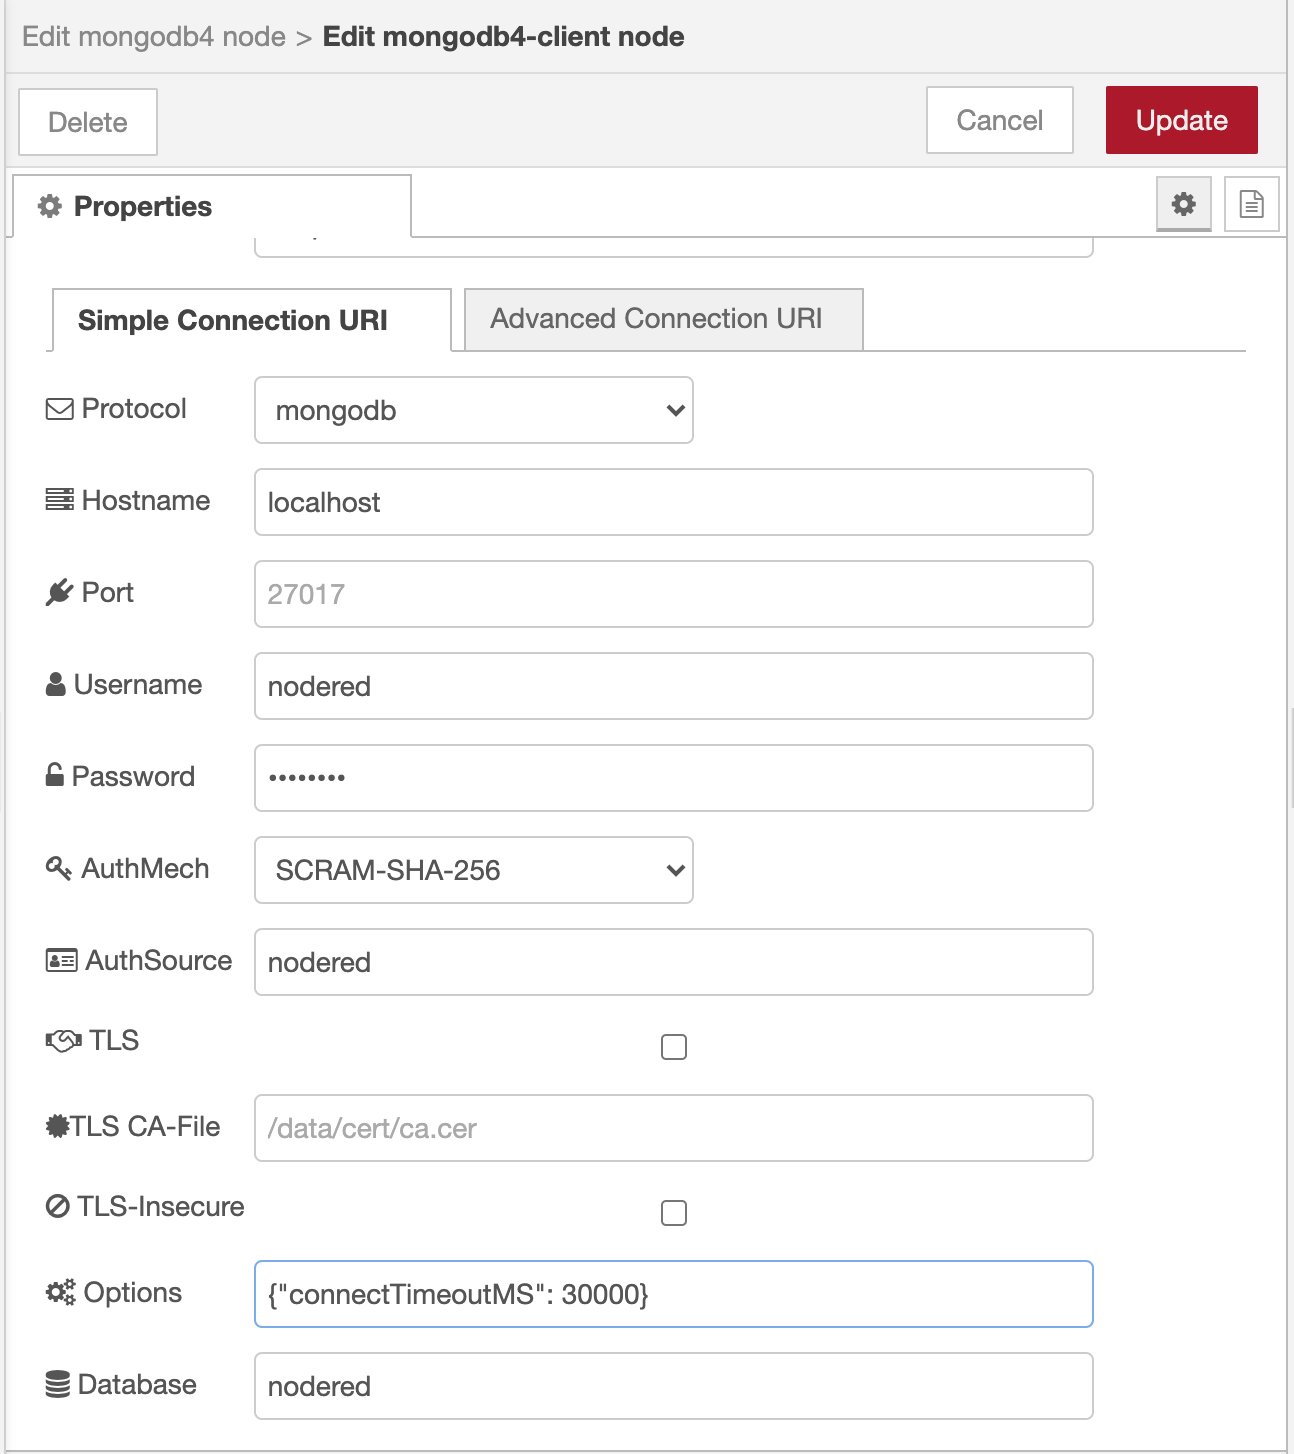 Edit mongodb4 node > Edit mongodb4-client node
Delete Cancel Update
Properties
Simple Connection URI Advanced Connection URI
Protocol mongodb
Hostname localhost
Port 27017
Username nodered
Password ••••••••
AuthMech SCRAM-SHA-256
AuthSource nodered
TLS
TLS CA-File /data/cert/ca.cer
TLS-Insecure
Options {"connectTimeoutMS": 30000}
Database nodered